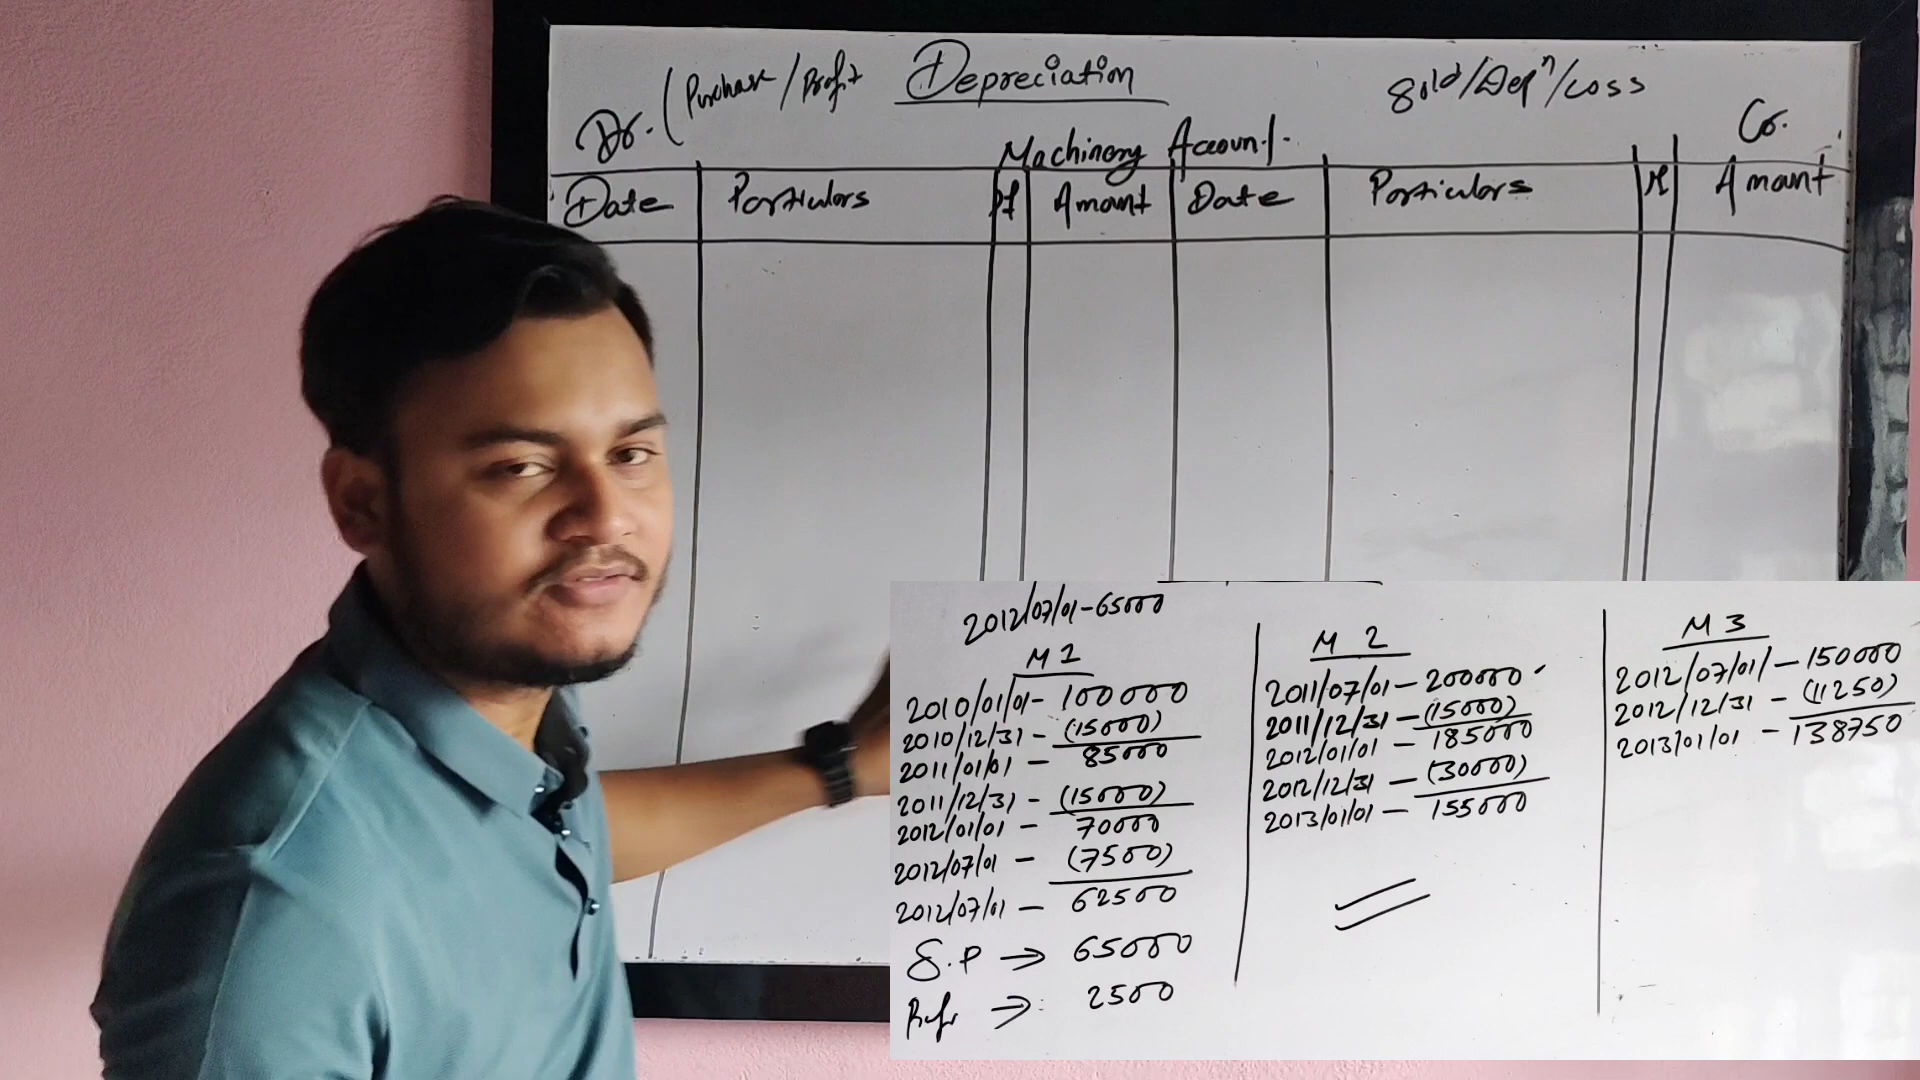 Depreciation
Dr. (Purchase/Profit
Sold/Depn/Loss
Cr.
Machinery Account.
Date Particulars Pf Amount Date Particulars Amount
2012/07/01-65000
M 1
2010/01/01- 100000
2010/12/31- (15000)
2011/01/01 - 85000
2011/12/31 - (15000)
2012/01/01 - 70000
2012/07/01 - (7500)
2012/07/01 - 62500
S.P → 65000
→ 2500
M 2
2011/07/01 - 200000
2011/12/31 - (15000)
2012/01/01 - 185000
2012/12/31 - (30000)
2013/01/01 - 155000
M 3
2012/07/01/ - 150000
2012/12/31 - (11250)
2013/01/01 - 138750